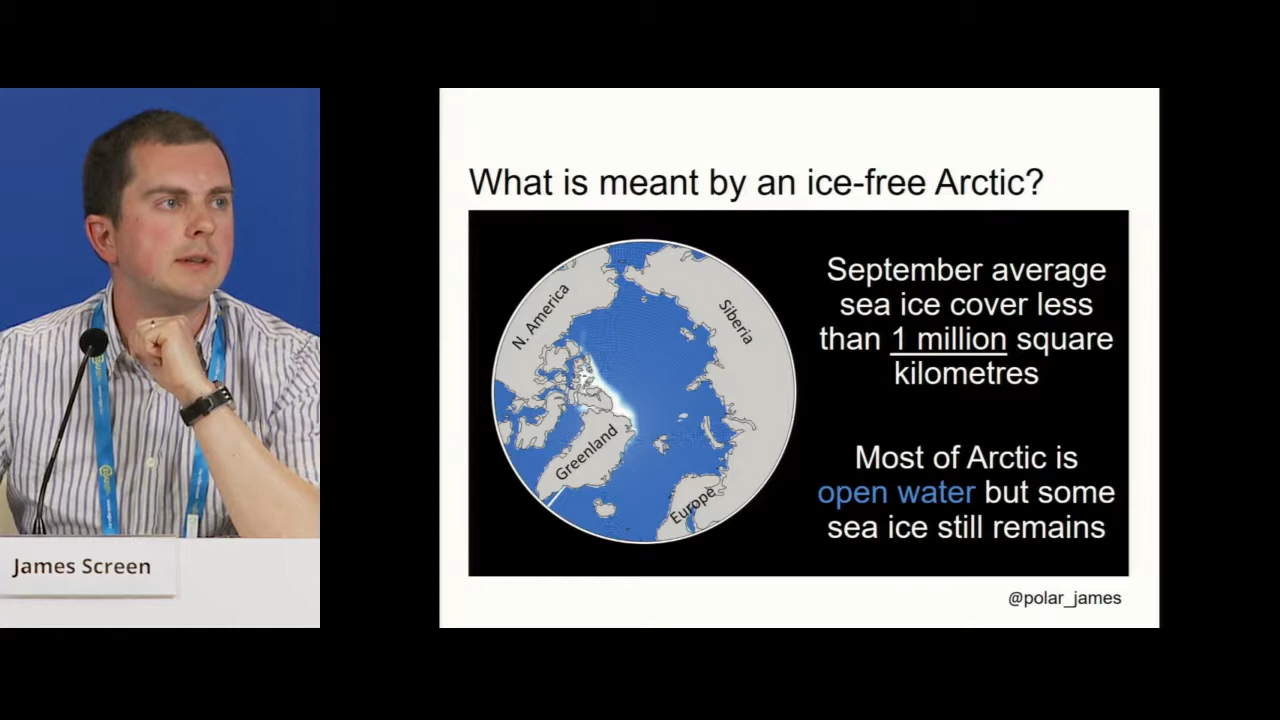 What is meant by an ice-free Arctic?
N. America
Siberia
Greenland
Europe
September average
sea ice cover less
than 1 million square
kilometres
Most of Arctic is
open water but some
sea ice still remains
@polar_james
James Screen